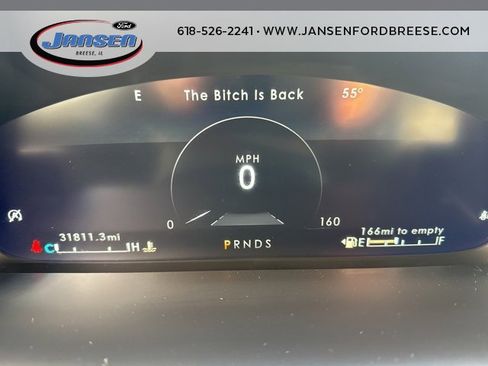 Ford
JANSEN
BREESE, IL
618-526-2241 • WWW.JANSENFORDBREESE.COM
E The Bitch Is Back 55°
MPH
0
0 160
31811.3mi
C H
PRNDS
166mi to empty
E F